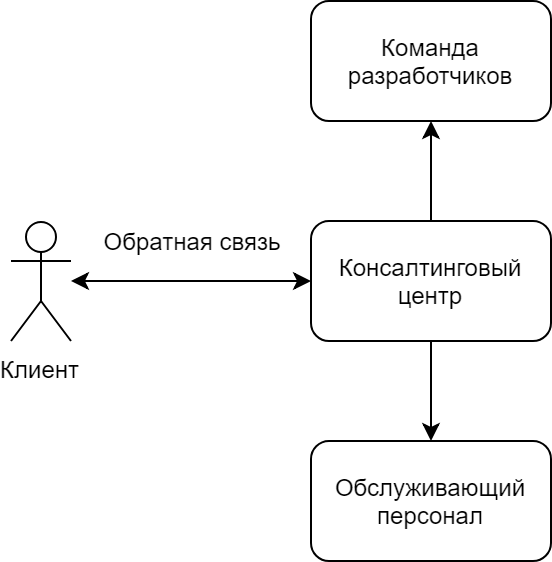 Команда
разработчиков
Обратная связь
Консалтинговый
центр
Клиент
Обслуживающий
персонал